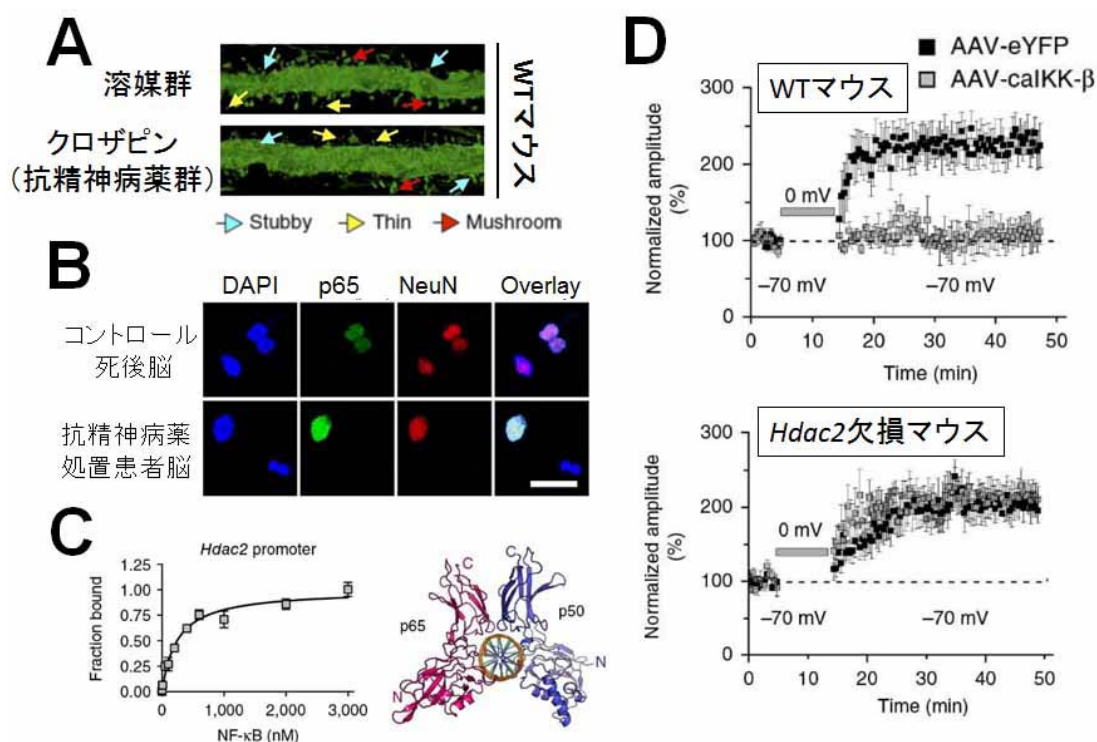 A
溶媒群
クロザピン
（抗精神病薬群）
WTマウス
Stubby
Thin
Mushroom
B
DAPI
p65
NeuN
Overlay
コントロール
死後脳
抗精神病薬
処置患者脳
C
Hdac2 promoter
Fraction bound
1.25
1.00
0.75
0.50
0.25
0.00
0
1,000
2,000
3,000
NF-κB (nM)
C
C
p65
p50
N
N
D
AAV-eYFP
AAV-caIKK-β
WTマウス
Normalized amplitude
(%)
300
200
100
0
0 mV
–70 mV
–70 mV
0
10
20
30
40
50
Time (min)
Hdac2欠損マウス
Normalized amplitude
(%)
300
200
100
0
0 mV
–70 mV
–70 mV
0
10
20
30
40
50
Time (min)